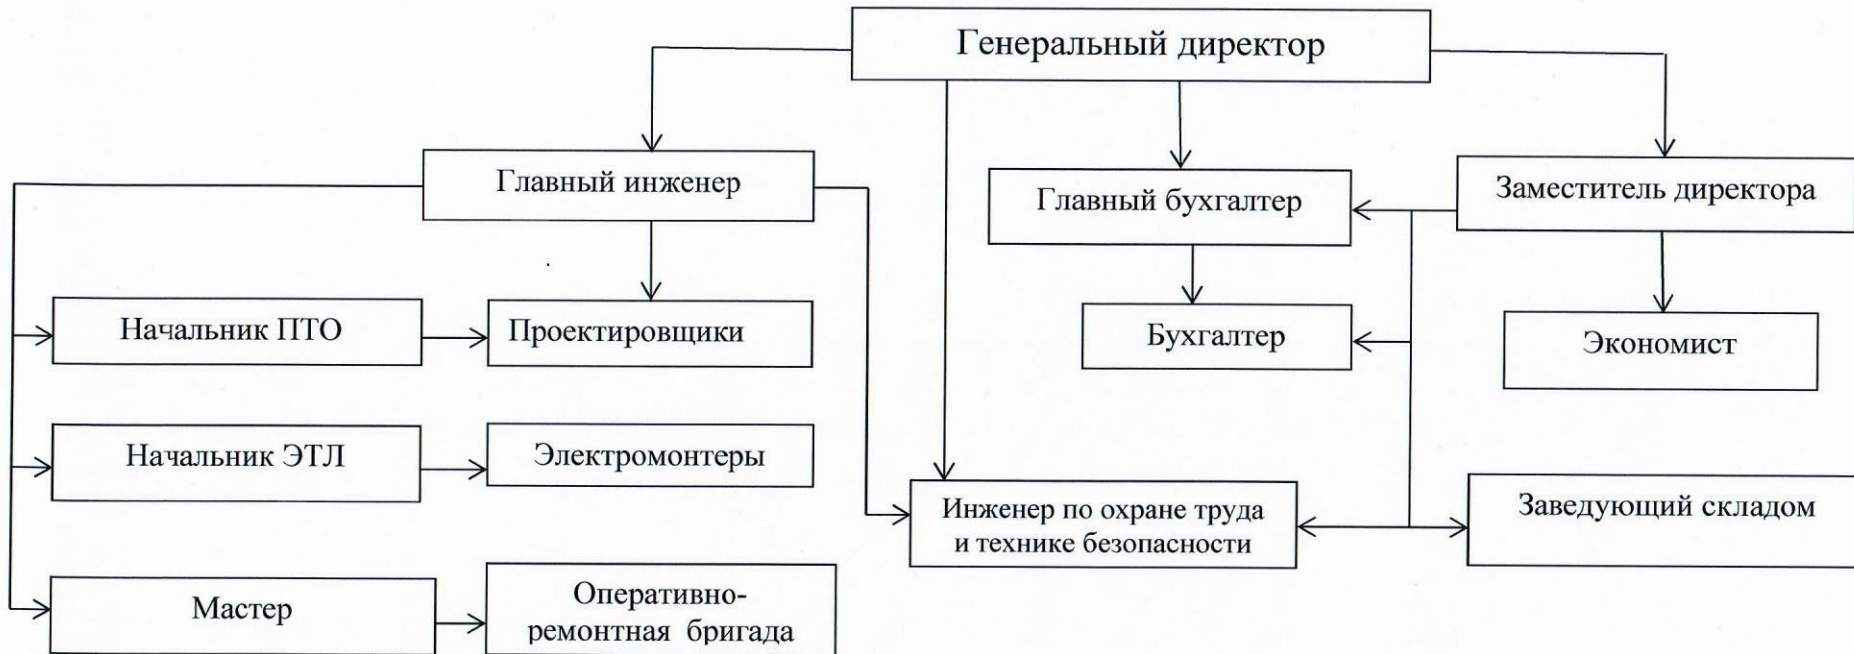 Генеральный директор
Главный инженер
Главный бухгалтер
Заместитель директора
Начальник ПТО
Проектировщики
Бухгалтер
Экономист
Начальник ЭТЛ
Электромонтеры
Инженер по охране труда
и технике безопасности
Заведующий складом
Мастер
Оперативно-
ремонтная бригада